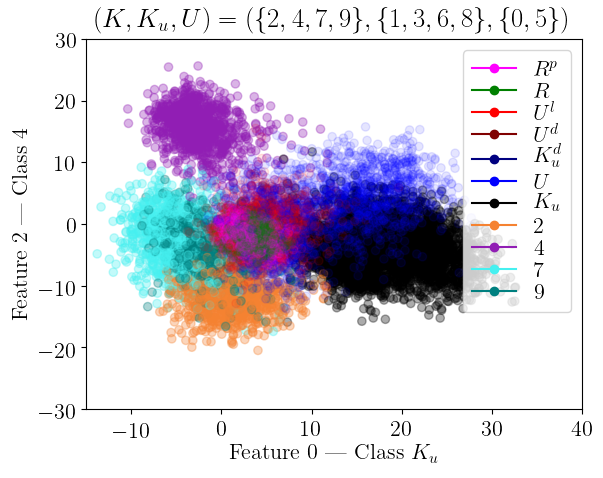 (K, K_u, U) = ({2, 4, 7, 9}, {1, 3, 6, 8}, {0, 5})
30
20
10
0
−10
−20
−30
Feature 2 — Class 4
R^p
R
U^l
U^d
K_u^d
U
K_u
2
4
7
9
−10
0
10
20
30
40
Feature 0 — Class K_u